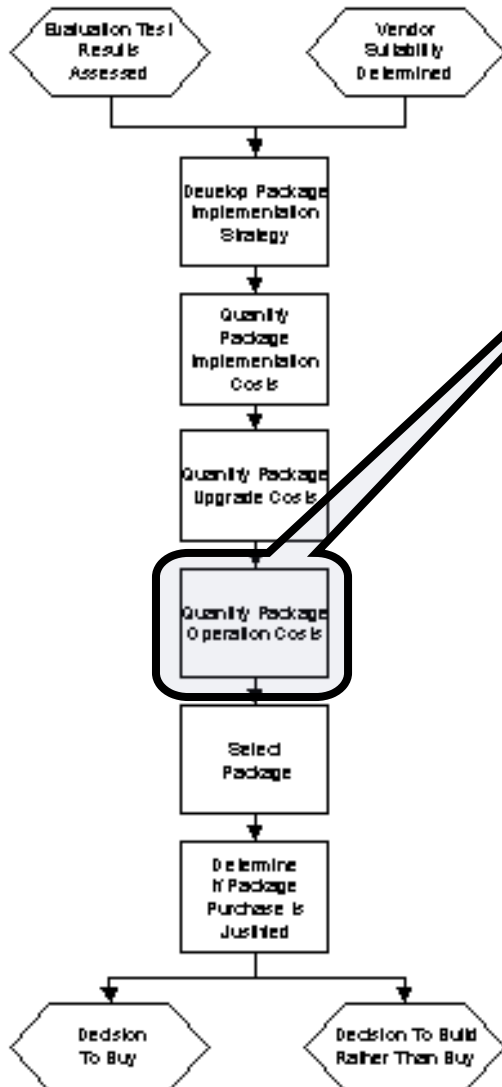 Evaluation Test
Results
Assessed
Vendor
Suitability
Determined
Develop Package
Implementation
Strategy
Quantify
Package
Implementation
Costs
Quantify Package
Upgrade Costs
Quantify Package
Operation Costs
Select
Package
Determine
If Package
Purchase Is
Justified
Decision
To Buy
Decision To Build
Rather Than Buy